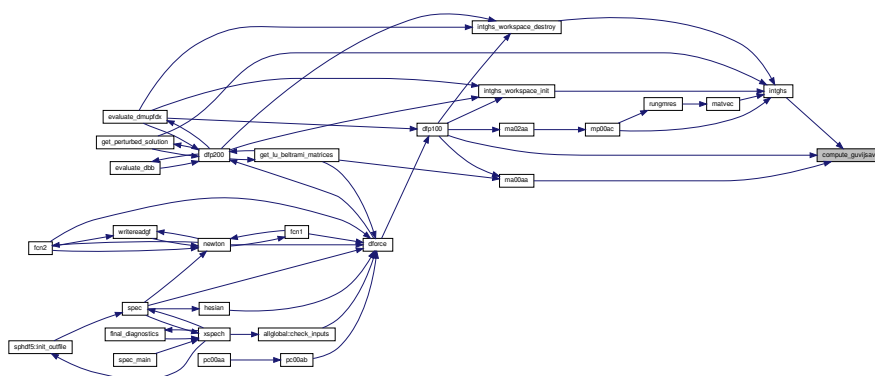 intghs_workspace_destroy
intghs_workspace_init
intghs
rungmres
matvec
evaluate_dmupfdx
dfp100
ma02aa
mp00ac
get_perturbed_solution
dfp200
get_lu_beltrami_matrices
compute_guvijsave
evaluate_dbb
ma00aa
writereadgf
fcn1
fcn2
newton
dforce
spec
hesian
final_diagnostics
xspech
allglobal::check_inputs
sphdf5::init_outfile
spec_main
pc00aa
pc00ab